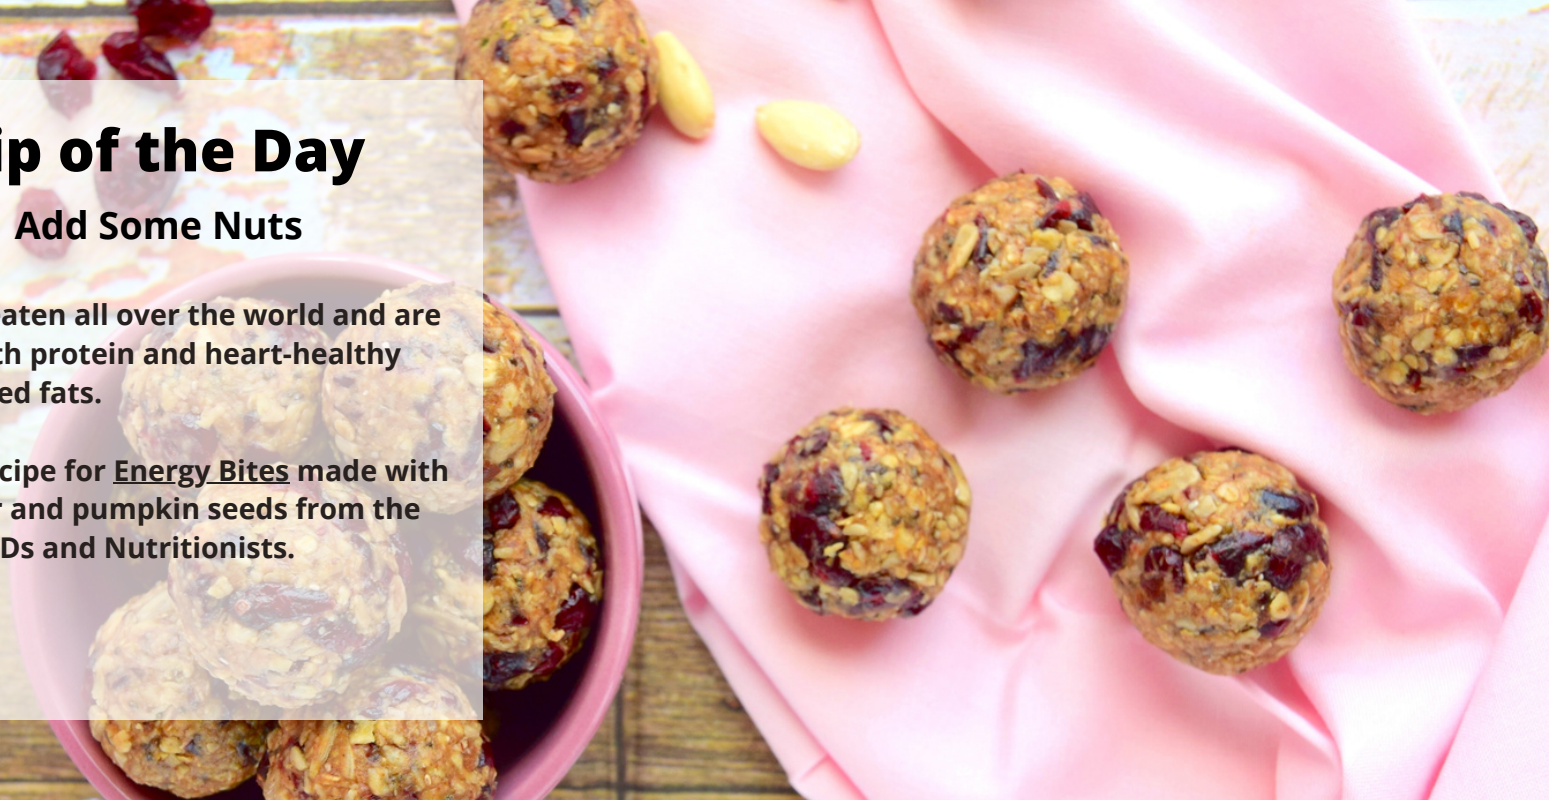 ip of the Day
Add Some Nuts
aten all over the world and are
th protein and heart-healthy
ed fats.
cipe for Energy Bites made with
r and pumpkin seeds from the
Ds and Nutritionists.